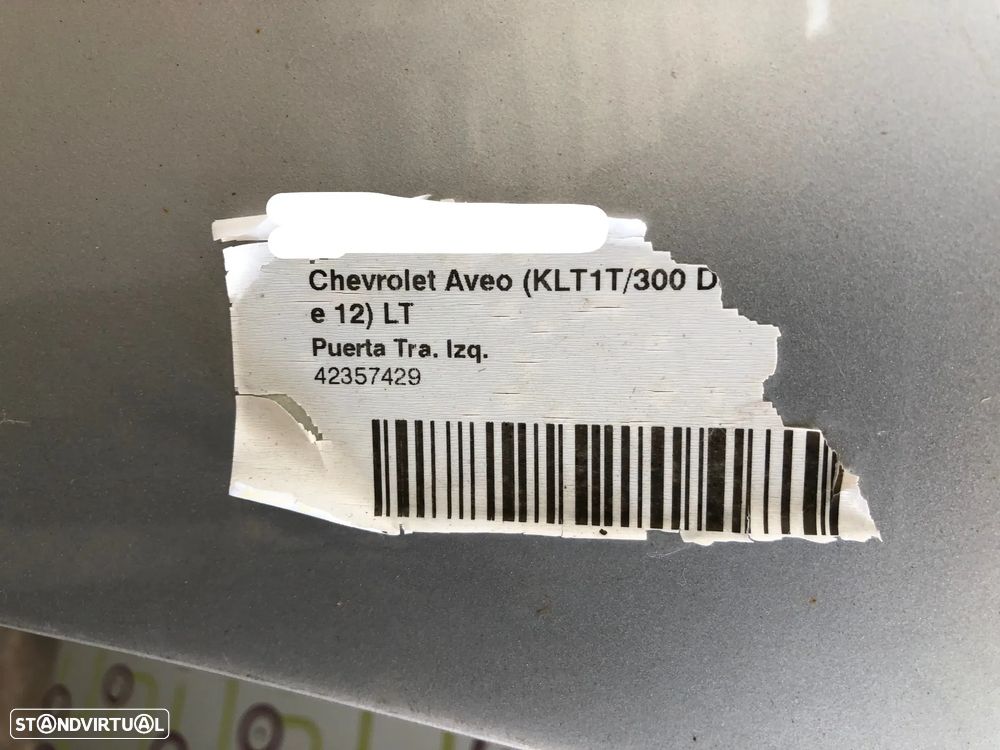 Chevrolet Aveo (KLT1T/300 D
e 12) LT
Puerta Tra. Izq.
42357429
STANDVIRTUAL